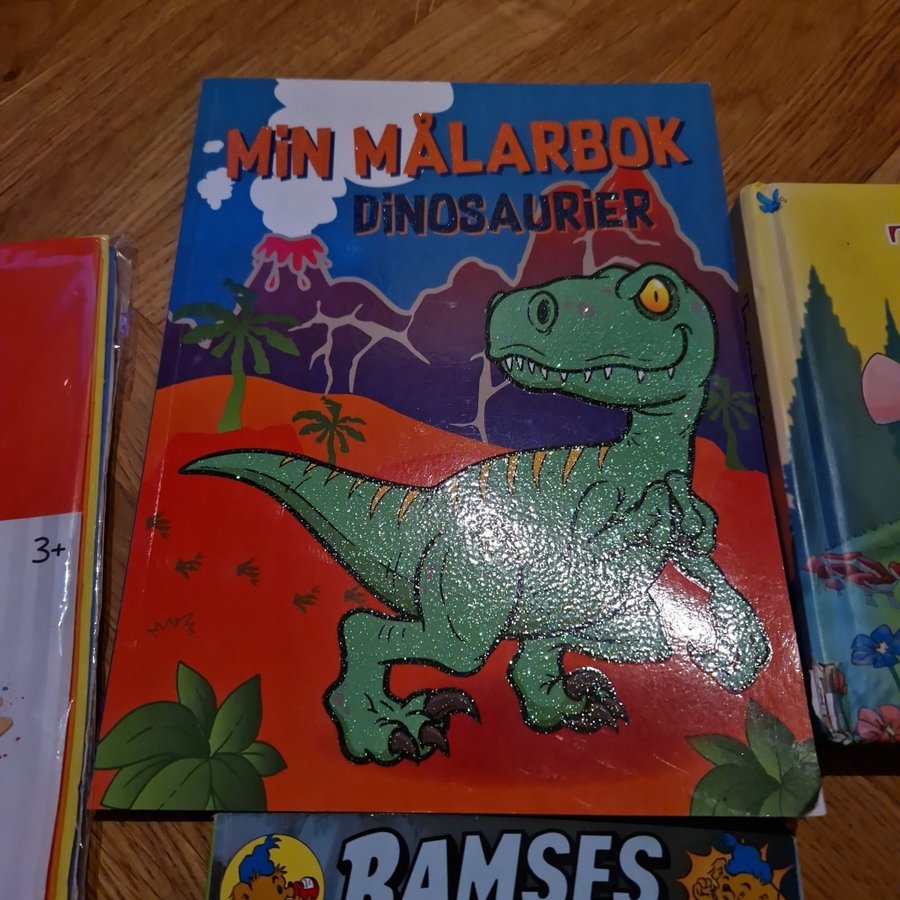 MiN MÅLARBOK
DiNOSAURiER
3+
RAMSES